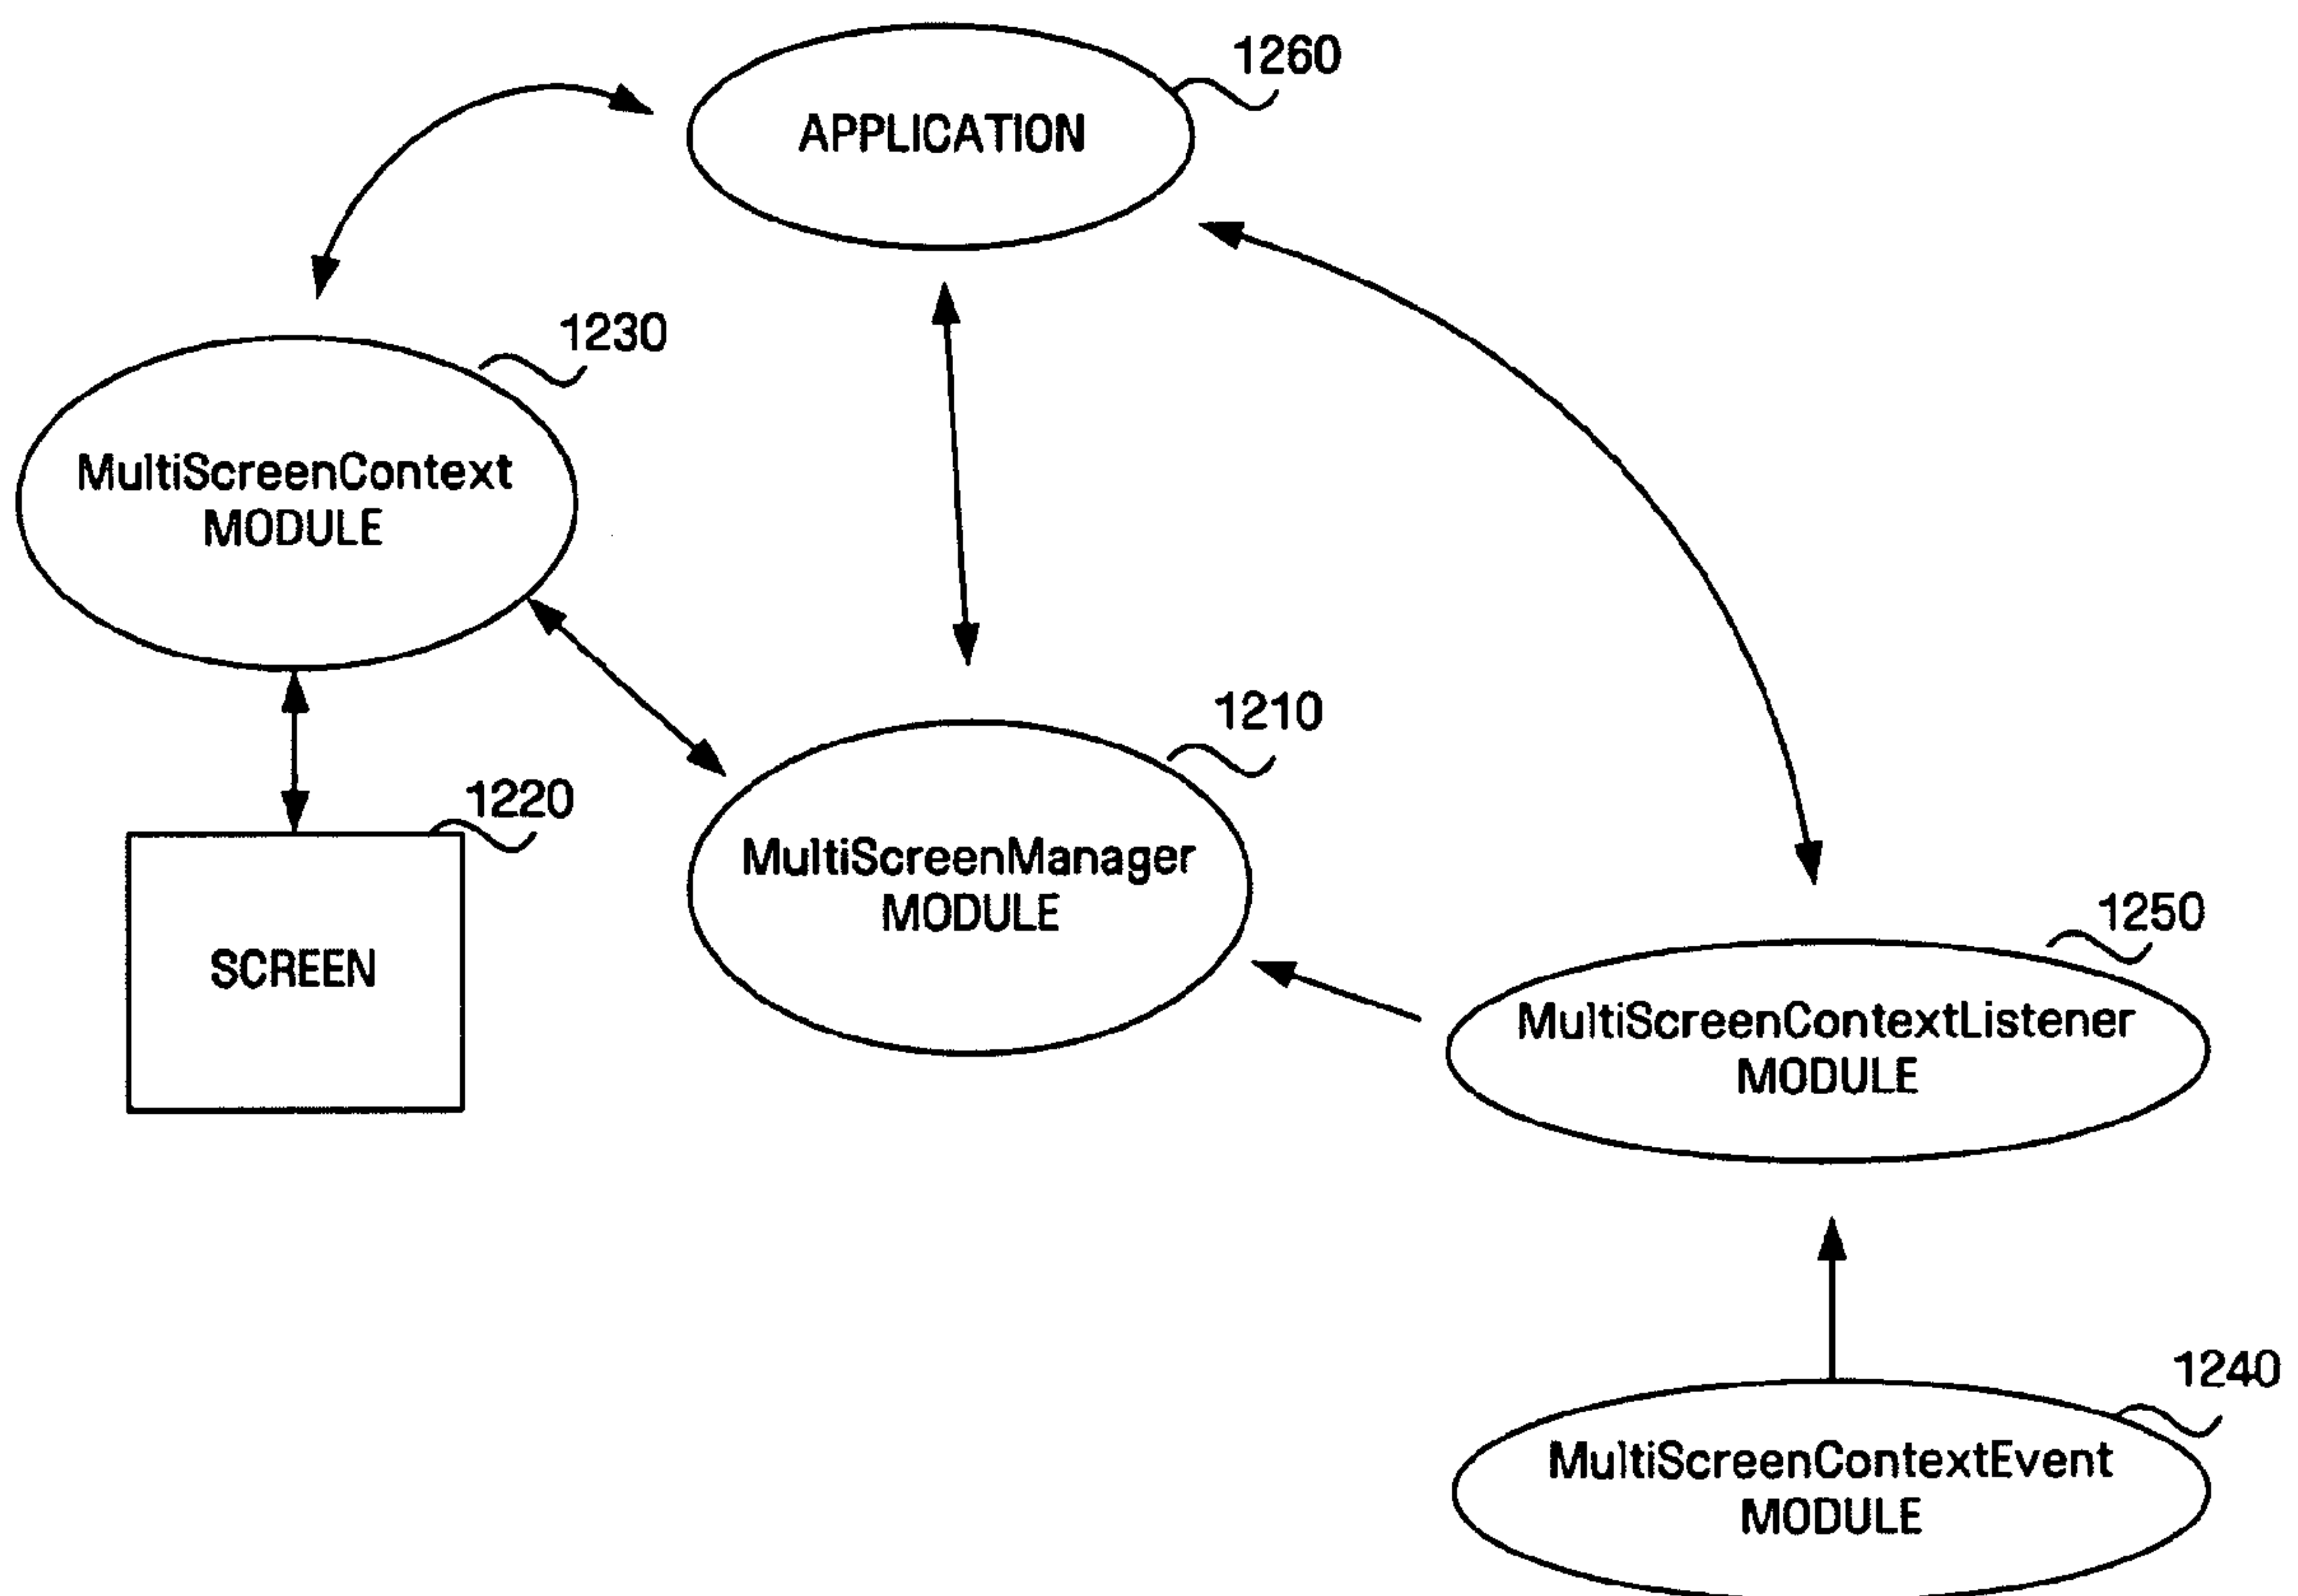 1260
APPLICATION
1230
MultiScreenContext
MODULE
1210
1220
MultiScreenManager
MODULE
SCREEN
1250
MultiScreenContextListener
MODULE
1240
MultiScreenContextEvent
MODULE